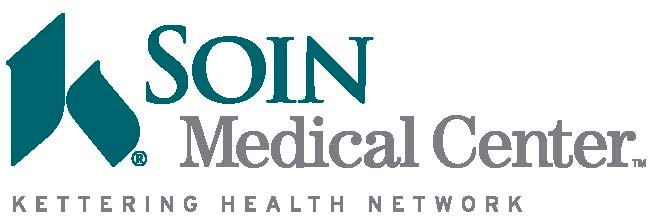 SOIN
® Medical Center™
KETTERING HEALTH NETWORK